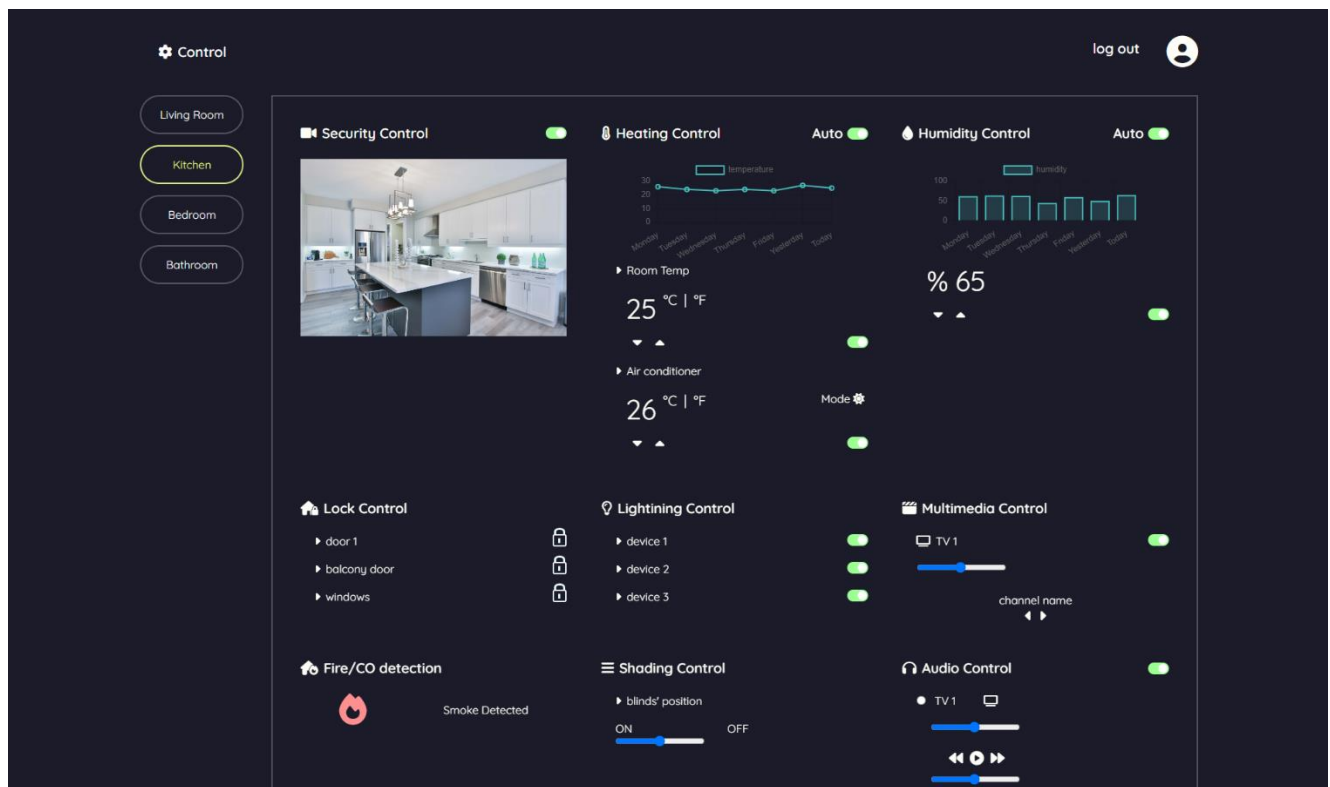 Control
log out
Living Room
Kitchen
Bedroom
Bathroom
Security Control
Heating Control Auto
temperature
30
20
10
0
Monday Tuesday Wednesday Thursday Friday Yesterday Today
Room Temp
25 °C | °F
Air conditioner
26 °C | °F Mode
Humidity Control Auto
humidity
100
50
0
Monday Tuesday Wednesday Thursday Friday Yesterday Today
% 65
Lock Control
door 1
balcony door
windows
Lightining Control
device 1
device 2
device 3
Multimedia Control
TV 1
channel name
Fire/CO detection
Smoke Detected
Shading Control
blinds' position
ON OFF
Audio Control
TV 1